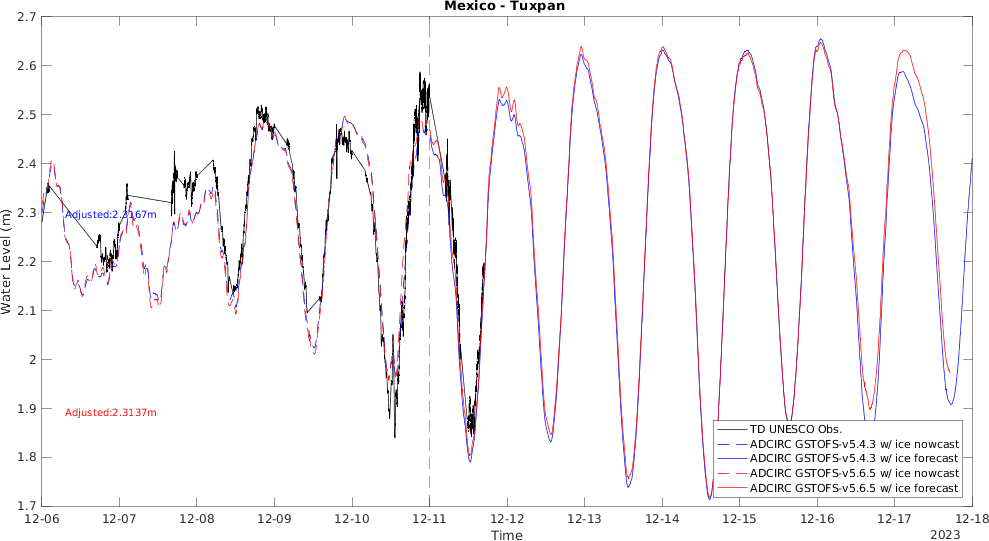 Mexico - Tuxpan
2.7
2.6
2.5
2.4
2.3
2.2
2.1
2
1.9
1.8
1.7
Water Level (m)
Adjusted:2.3167m
Adjusted:2.3137m
TD UNESCO Obs.
ADCIRC GSTOFS-v5.4.3 w/ ice nowcast
ADCIRC GSTOFS-v5.4.3 w/ ice forecast
ADCIRC GSTOFS-v5.6.5 w/ ice nowcast
ADCIRC GSTOFS-v5.6.5 w/ ice forecast
12-06 12-07 12-08 12-09 12-10 12-11 12-12 12-13 12-14 12-15 12-16 12-17 12-18
Time
2023